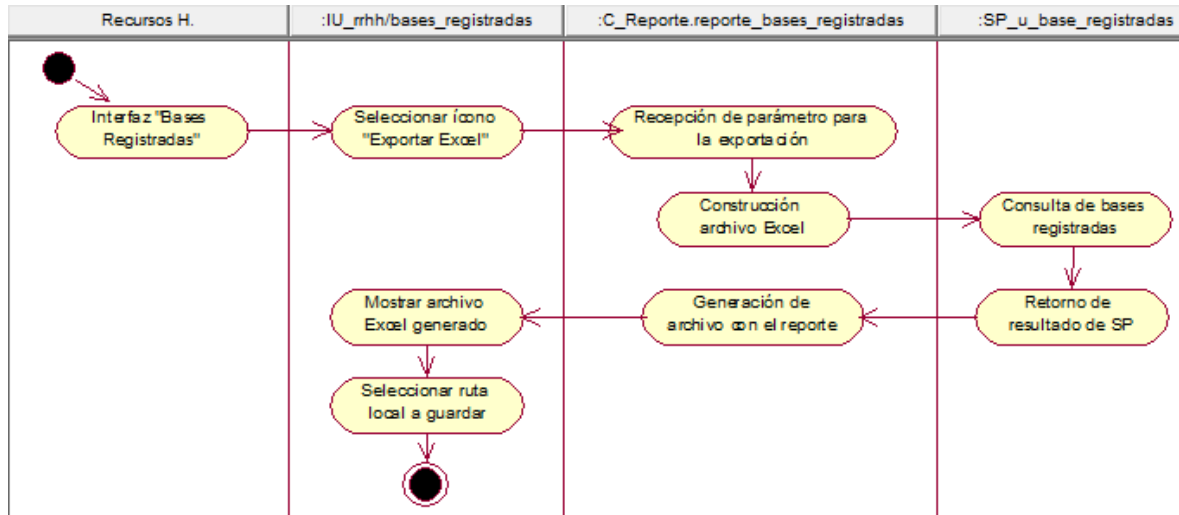 Recursos H.
:IU_rrhh/bases_registradas
:C_Reporte.reporte_bases_registradas
:SP_u_base_registradas
Interfaz "Bases
Registradas"
Seleccionar ícono
"Exportar Excel"
Recepción de parámetro para
la exportación
Construcción
archivo Excel
Consulta de bases
registradas
Mostrar archivo
Excel generado
Generación de
archivo con el reporte
Retorno de
resultado de SP
Seleccionar ruta
local a guardar